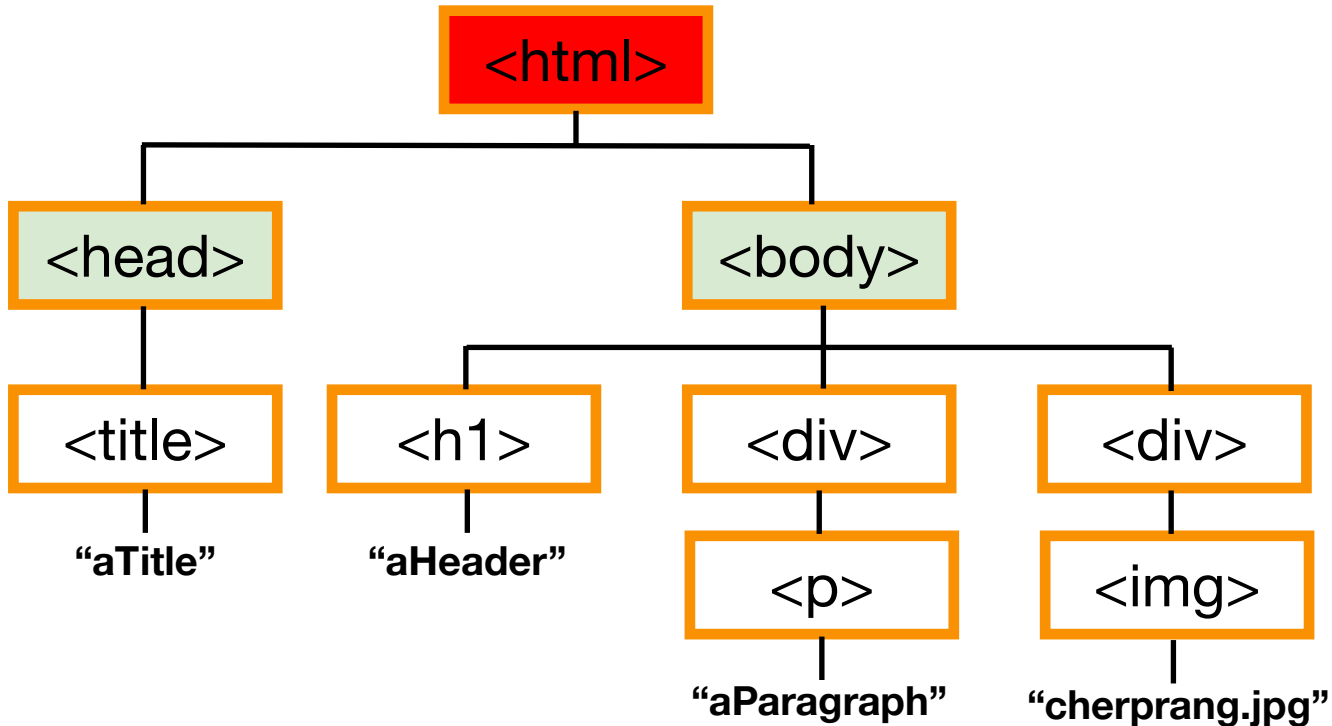 <html>
<head> <body>
<title> <h1> <div> <div>
“aTitle” “aHeader”
<p> <img>
“aParagraph” “cherprang.jpg”